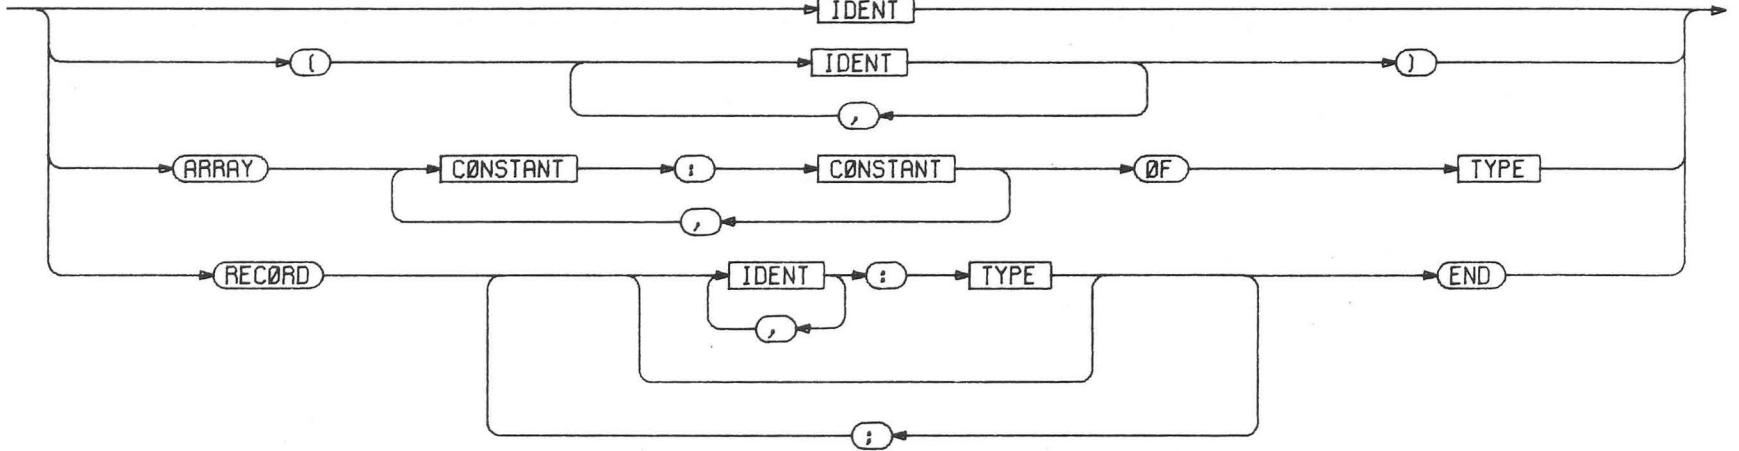 IDENT
( IDENT )
,
ARRAY CØNSTANT : CØNSTANT ØF TYPE
,
RECØRD IDENT : TYPE END
,
;